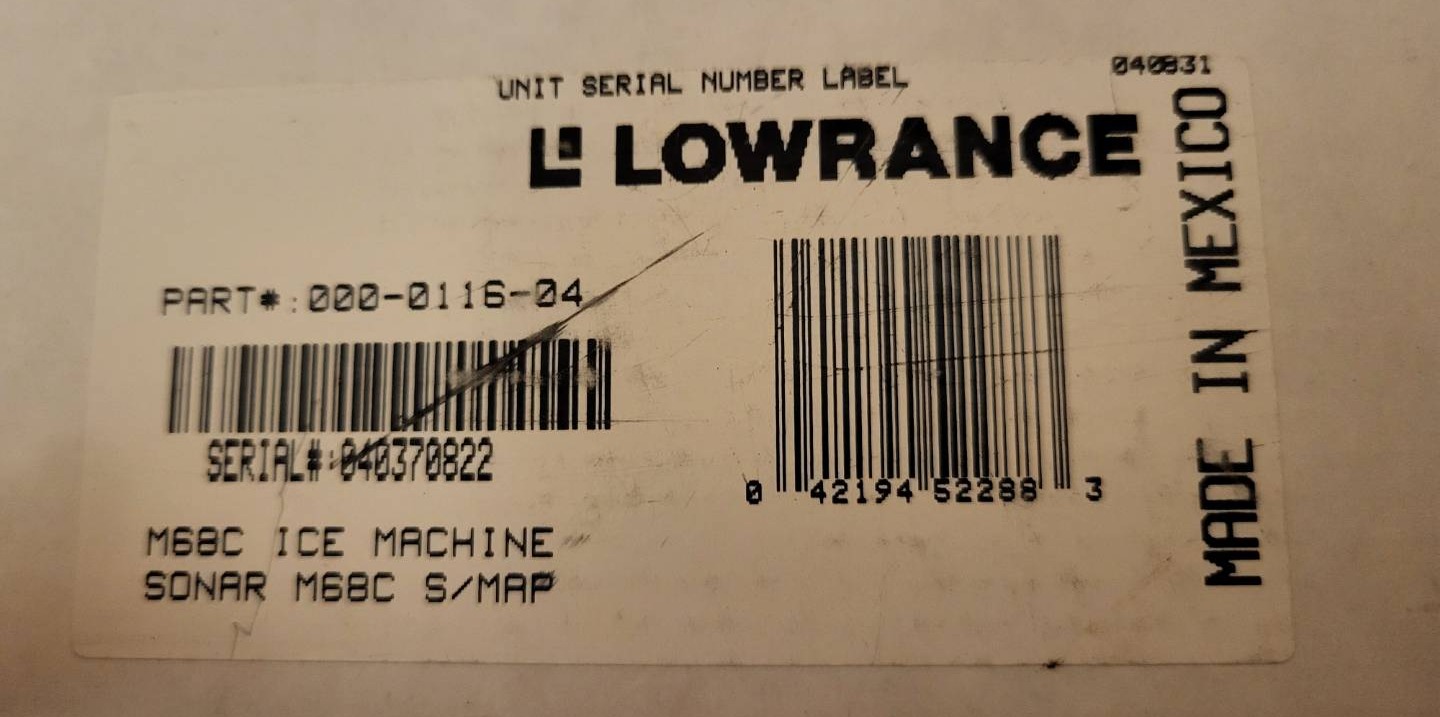 UNIT SERIAL NUMBER LABEL
040831
LOWRANCE
MADE IN MEXICO
PART#:000-0116-04
SERIAL#:040370822
0 42194 52288 3
M68C ICE MACHINE
SONAR M68C S/MAP